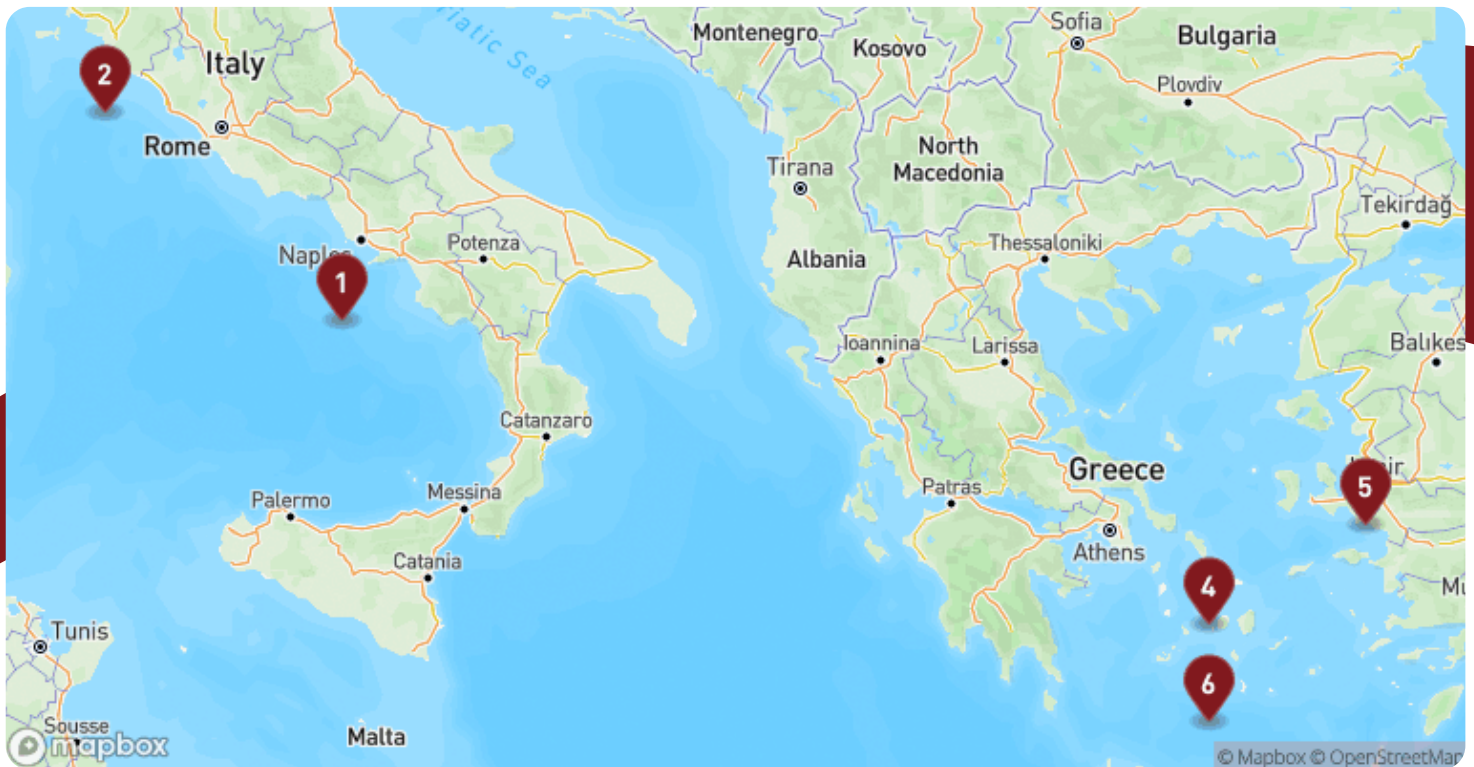 Adriatic Sea
Montenegro
Sofia
Bulgaria
Kosovo
Italy
2
Plovdiv
Rome
North
Macedonia
Tirana
Tekirdağ
Naples
Potenza
Thessaloniki
Albania
1
Ioannina
Larissa
Balıkes
Catanzaro
Greece
5
Palermo
Messina
Patras
Athens
Catania
4
Mu
Tunis
6
Sousse
Malta
mapbox
© Mapbox © OpenStreetMap